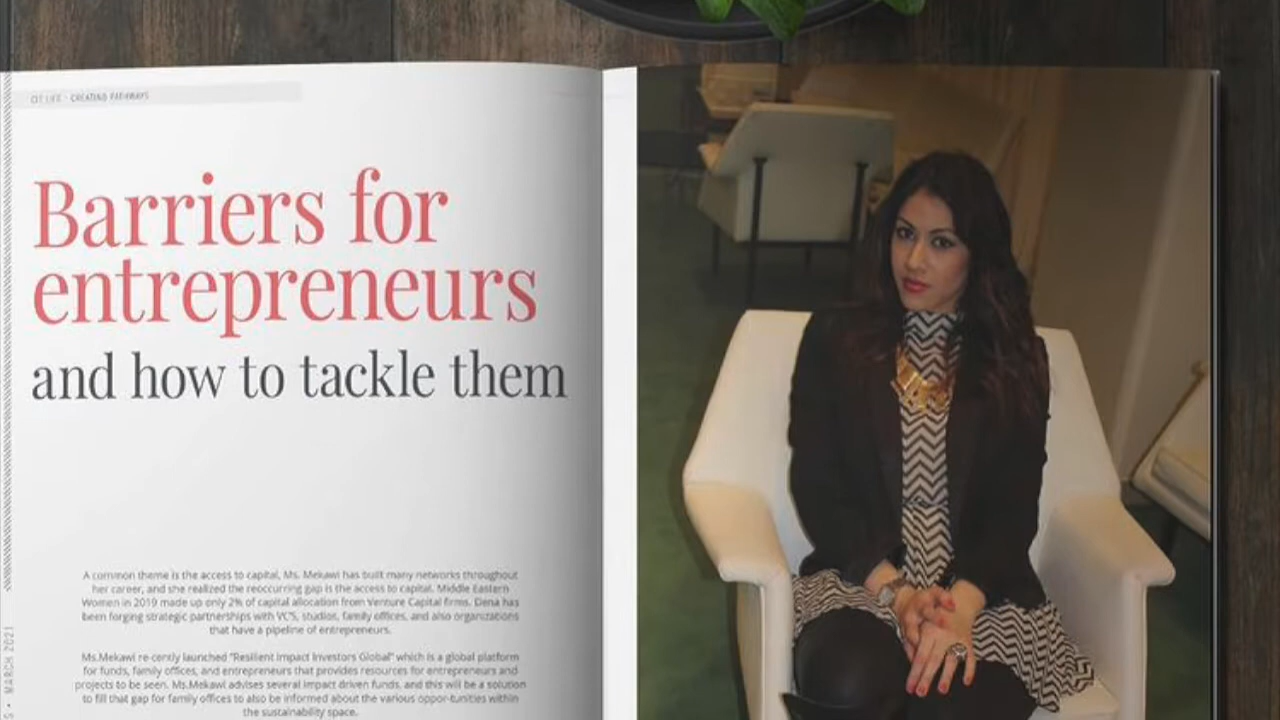 CST LIFE • CREATING PATHWAYS
Barriers for
entrepreneurs
and how to tackle them
A common theme is the access to capital, Ms. Mekawi has built many networks throughout
her career, and she realized the reoccurring gap is the access to capital. Middle Eastern
Women in 2019 made up only 2% of capital allocation from Venture Capital firms. Dena has
been forging strategic partnerships with VC'S, studios, family offices, and also organizations
that have a pipeline of entrepreneurs.
Ms.Mekawi re-cently launched "Resilient Impact Investors Global" which is a global platform
for funds, family offices, and entrepreneurs that provides resources for entrepreneurs and
projects to be seen. Ms.Mekawi advises several impact driven funds, and this will be a solution
to fill that gap for family offices to also be informed about the various oppor-tunities within
the sustainability space.
S • MARCH 2021